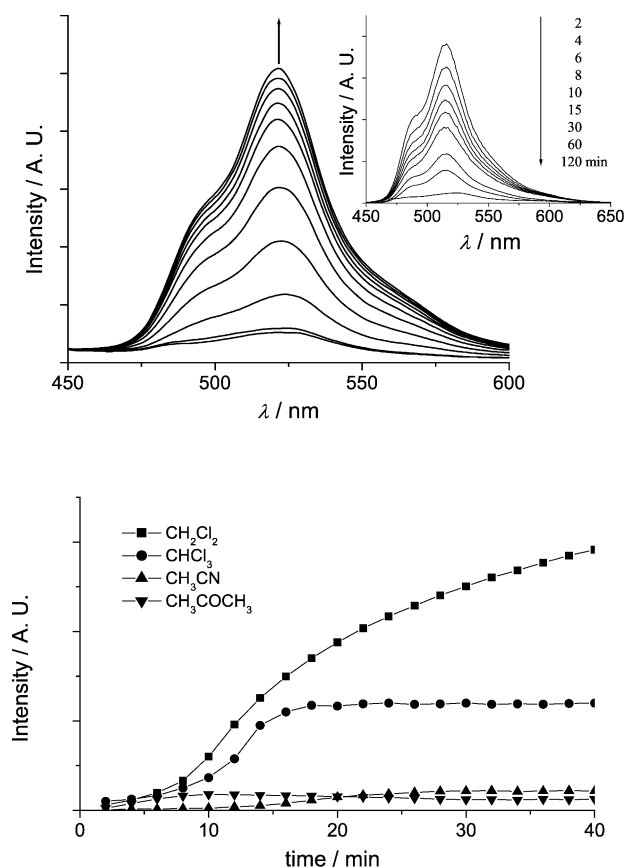 Intensity / A. U.
450
500
550
600
λ / nm
Intensity / A. U.
2
4
6
8
10
15
30
60
120 min
450
500
550
600
650
λ / nm
Intensity / A. U.
CH₂Cl₂
CHCl₃
CH₃CN
CH₃COCH₃
0
10
20
30
40
time / min